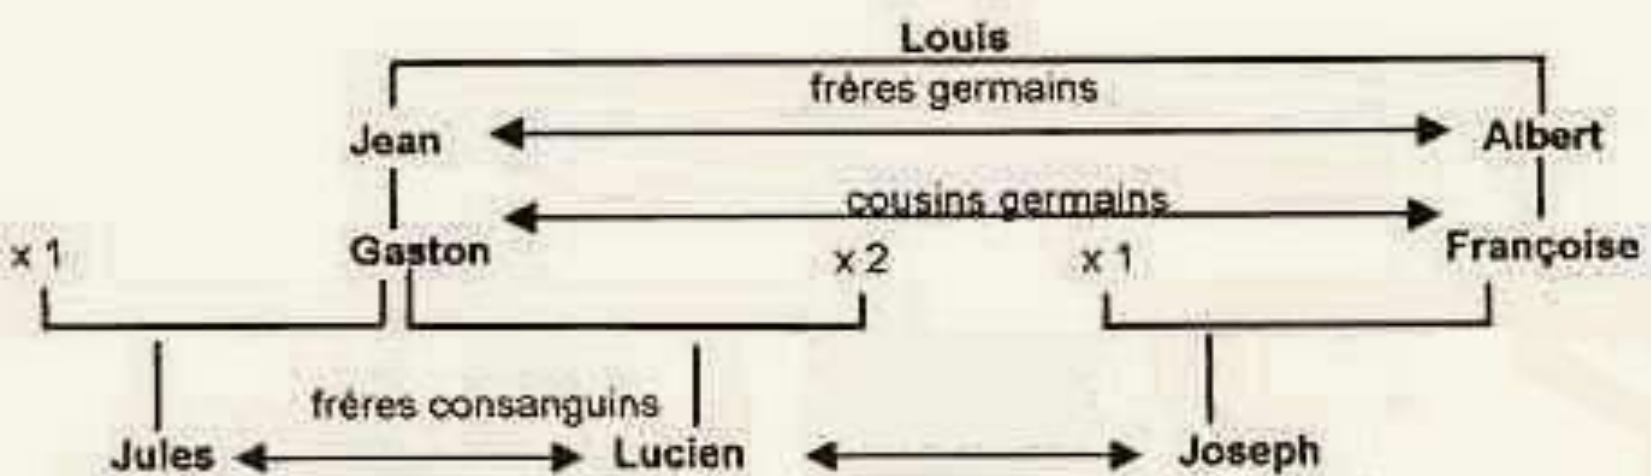 Louis
frères germains
Jean
Albert
cousins germains
x 1
Gaston
x 2
x 1
Françoise
frères consanguins
Jules
Lucien
Joseph